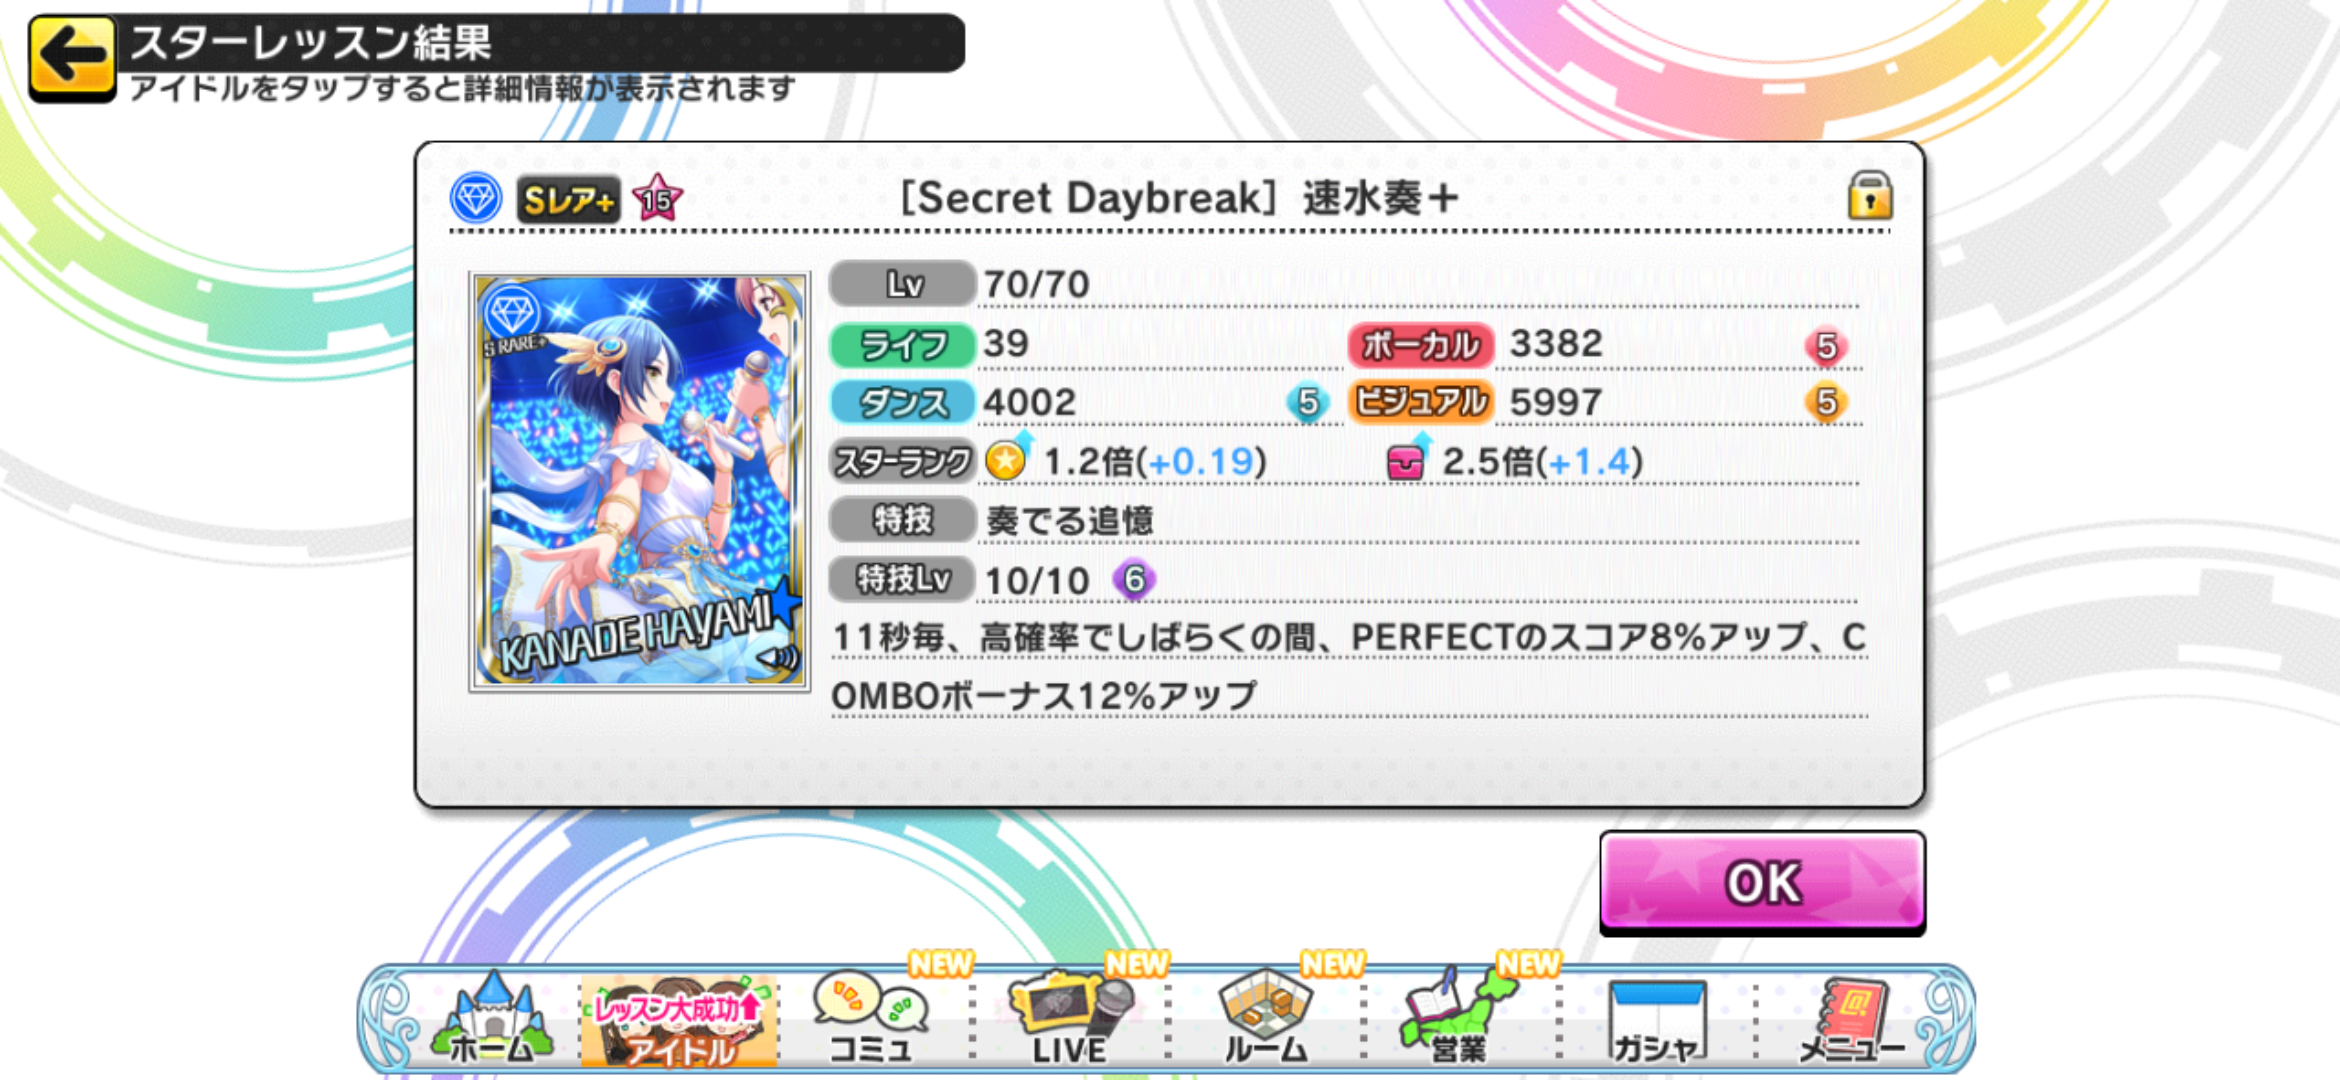 スターレッスン結果
アイドルをタップすると詳細情報が表示されます
Sレア+ 15 [Secret Daybreak] 速水奏+
Lv 70/70
ライフ 39 ボーカル 3382 5
ダンス 4002 5 ビジュアル 5997 5
スターランク 1.2倍(+0.19) 2.5倍(+1.4)
特技 奏でる追憶
特技Lv 10/10 6
11秒毎、高確率でしばらくの間、PERFECTのスコア8%アップ、C
OMBOボーナス12%アップ
S RARE+
KANADE HAYAMI
OK
NEW NEW NEW NEW
レッスン大成功
ホーム アイドル コミュ LIVE ルーム 営業 ガシャ メニュー